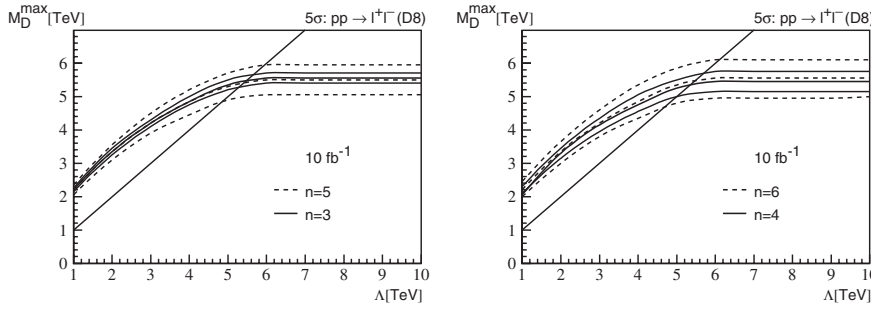 M_D^max[TeV] 5σ: pp → l⁺l⁻(D8)
6
5
4
3
2
1
0
10 fb⁻¹
n=5
n=3
1 2 3 4 5 6 7 8 9 10
Λ[TeV]
M_D^max[TeV] 5σ: pp → l⁺l⁻(D8)
6
5
4
3
2
1
0
10 fb⁻¹
n=6
n=4
1 2 3 4 5 6 7 8 9 10
Λ[TeV]